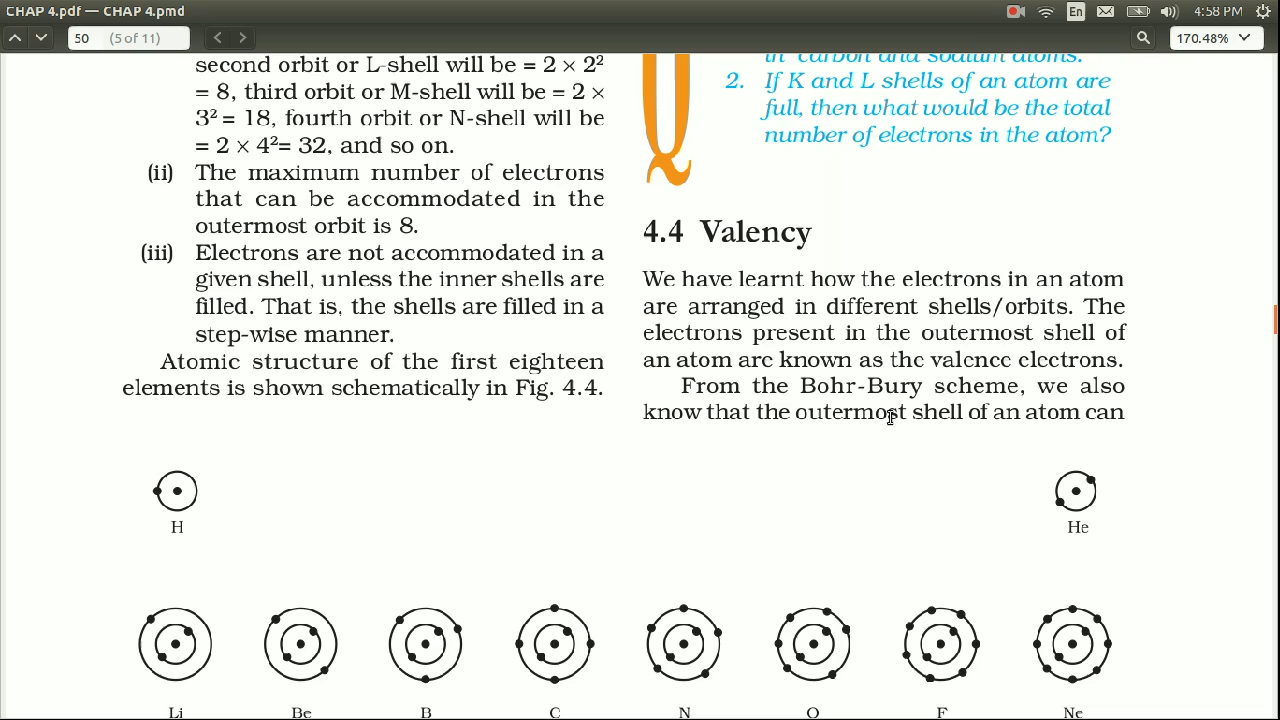 CHAP 4.pdf — CHAP 4.pmd
En
4:58 PM
50 (5 of 11)
170.48%
second orbit or L-shell will be = 2 × 2²
= 8, third orbit or M-shell will be = 2 ×
3² = 18, fourth orbit or N-shell will be
= 2 × 4²= 32, and so on.
(ii) The maximum number of electrons
that can be accommodated in the
outermost orbit is 8.
(iii) Electrons are not accommodated in a
given shell, unless the inner shells are
filled. That is, the shells are filled in a
step-wise manner.
Atomic structure of the first eighteen
elements is shown schematically in Fig. 4.4.
Q
in carbon and sodium atoms.
2. If K and L shells of an atom are
full, then what would be the total
number of electrons in the atom?
4.4 Valency
We have learnt how the electrons in an atom
are arranged in different shells/orbits. The
electrons present in the outermost shell of
an atom are known as the valence electrons.
From the Bohr-Bury scheme, we also
know that the outermost shell of an atom can
H
He
Li
Be
B
C
N
O
F
Ne